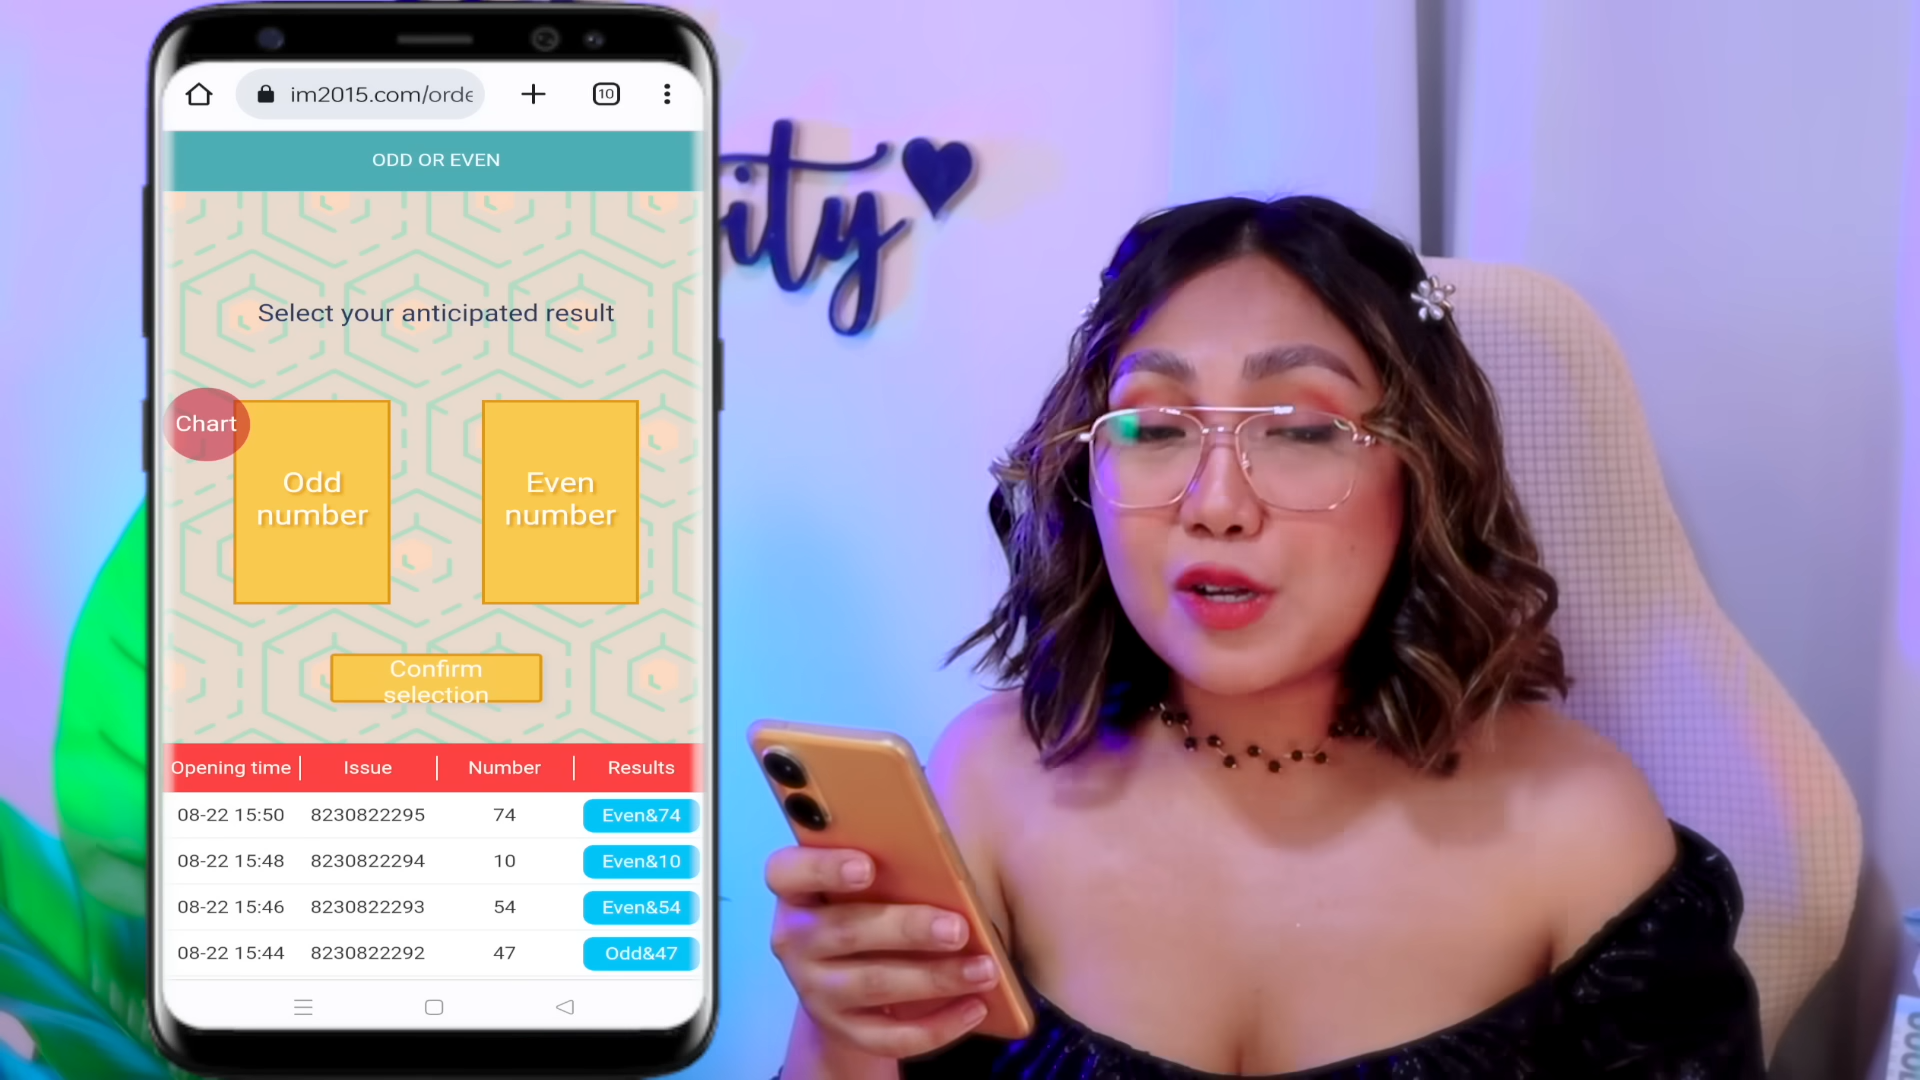 im2015.com/orde
10
ODD OR EVEN
Select your anticipated result
Chart
Odd
number
Even
number
Confirm
selection
Opening time Issue Number Results
08-22 15:50 8230822295 74 Even&74
08-22 15:48 8230822294 10 Even&10
08-22 15:46 8230822293 54 Even&54
08-22 15:44 8230822292 47 Odd&47
ity